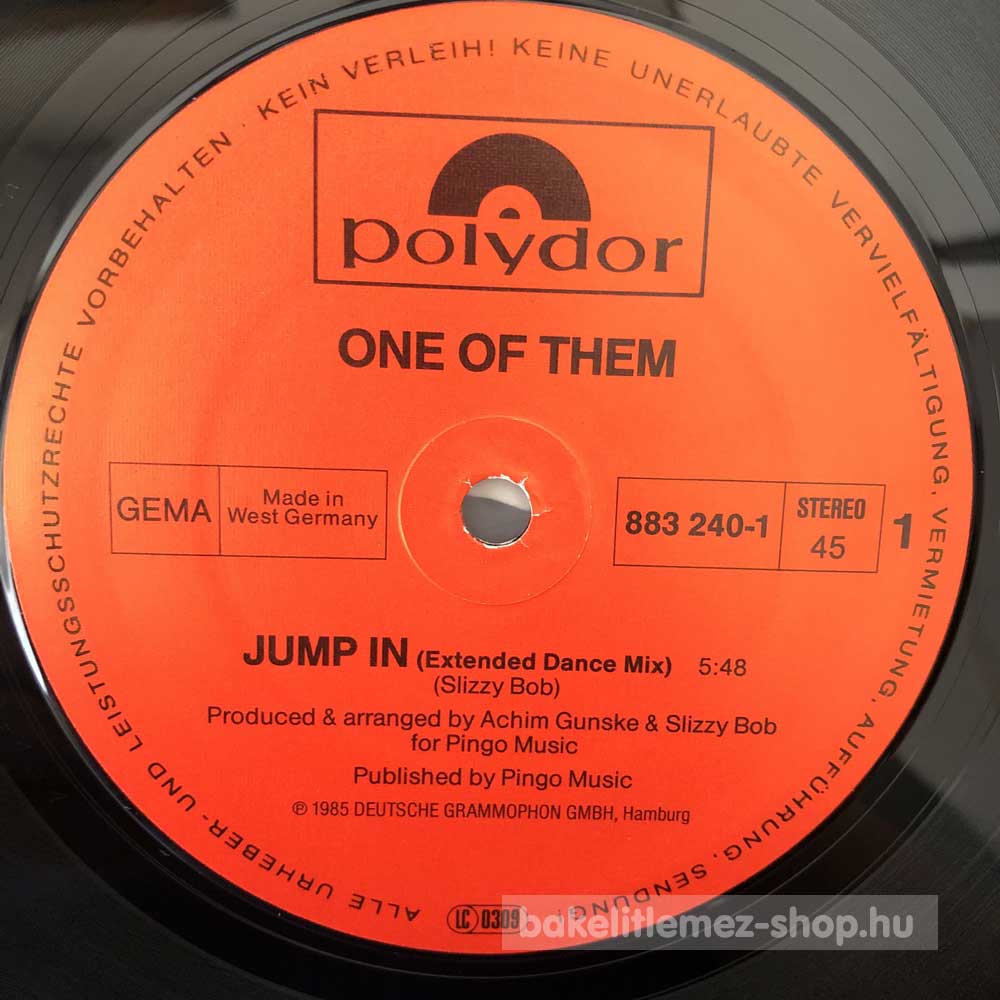 ALLE URHEBER- UND LEISTUNGSSCHUTZRECHTE VORBEHALTEN · KEIN VERLEIH! KEINE UNERLAUBTE VERVIELFÄLTIGUNG, VERMIETUNG, AUFFÜHRUNG, SENDUNG
polydor
ONE OF THEM
GEMA
Made in
West Germany
883 240-1
STEREO
45
1
JUMP IN (Extended Dance Mix) 5:48
(Slizzy Bob)
Produced & arranged by Achim Gunske & Slizzy Bob
for Pingo Music
Published by Pingo Music
℗ 1985 DEUTSCHE GRAMMOPHON GMBH, Hamburg
LC 0309
bakelitlemez-shop.hu